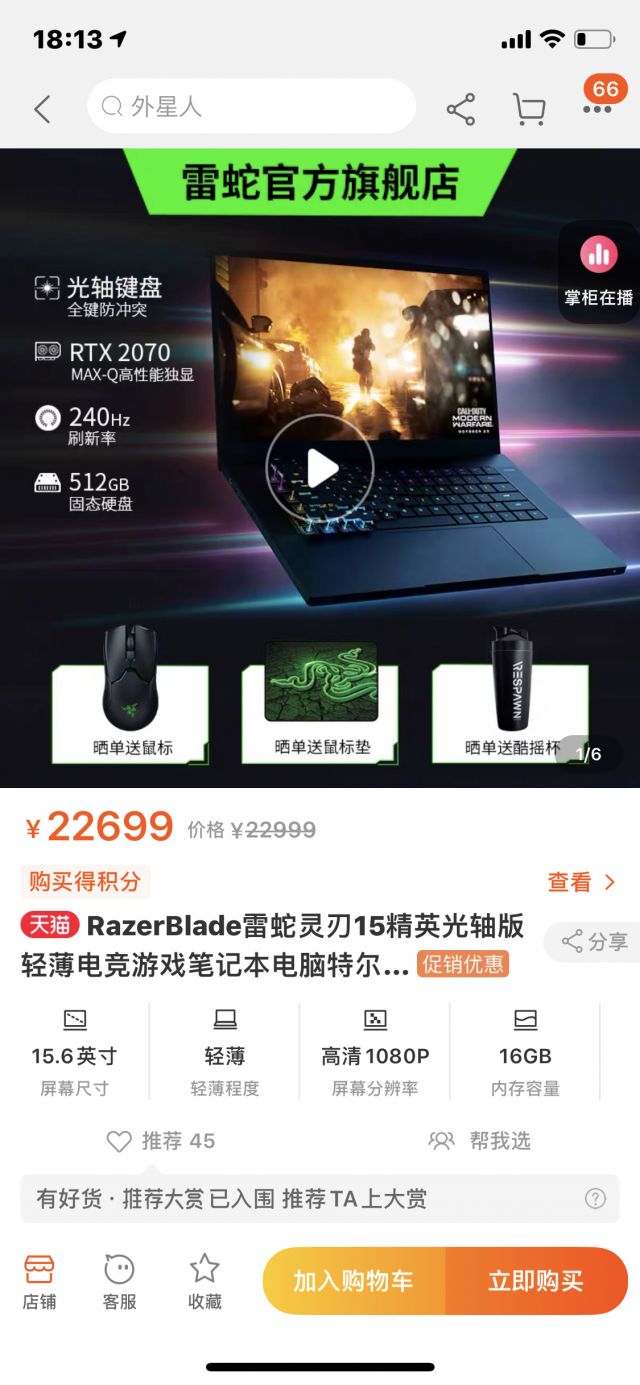 18:13
外星人
66
雷蛇官方旗舰店
光轴键盘
全键防冲突
RTX 2070
MAX-Q高性能独显
240Hz
刷新率
512GB
固态硬盘
掌柜在播
CALL·DUTY
MODERN
WARFARE
OCTOBER 25
RESPAWN
晒单送鼠标
晒单送鼠标垫
晒单送酷摇杯
1/6
¥22699 价格 ¥22999
购买得积分
查看
天猫 RazerBlade雷蛇灵刃15精英光轴版
轻薄电竞游戏笔记本电脑特尔... 促销优惠
分享
15.6英寸
屏幕尺寸
轻薄
轻薄程度
高清1080P
屏幕分辨率
16GB
内存容量
推荐 45
帮我选
有好货 · 推荐大赏 已入围 推荐TA上大赏
店铺
客服
收藏
加入购物车
立即购买